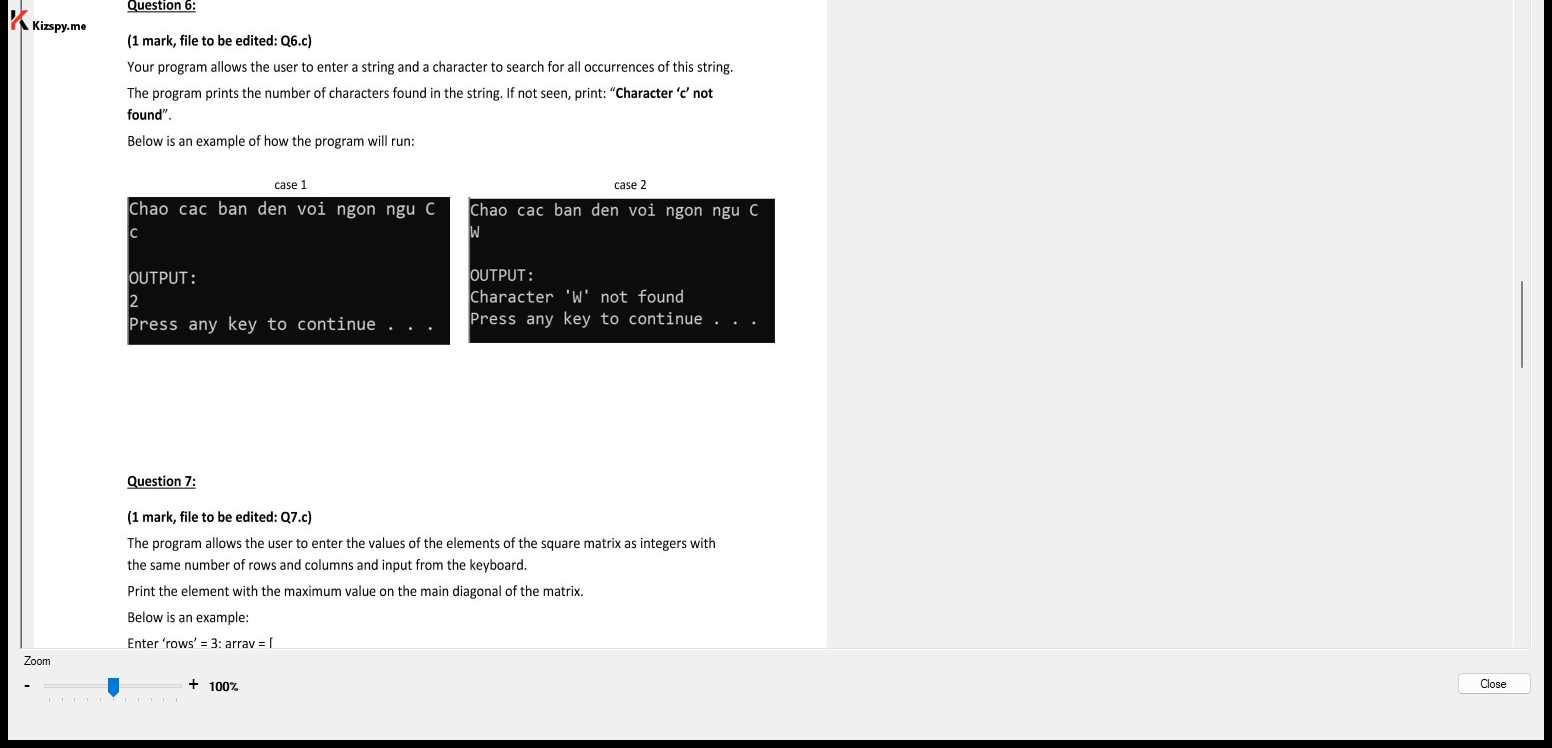 Question 6:
Kizspy.me
(1 mark, file to be edited: Q6.c)
Your program allows the user to enter a string and a character to search for all occurrences of this string.
The program prints the number of characters found in the string. If not seen, print: “Character ‘c’ not
found”.
Below is an example of how the program will run:
case 1
Chao cac ban den voi ngon ngu C
c
OUTPUT:
2
Press any key to continue . . .
case 2
Chao cac ban den voi ngon ngu C
W
OUTPUT:
Character 'W' not found
Press any key to continue . . .
Question 7:
(1 mark, file to be edited: Q7.c)
The program allows the user to enter the values of the elements of the square matrix as integers with
the same number of rows and columns and input from the keyboard.
Print the element with the maximum value on the main diagonal of the matrix.
Below is an example:
Enter ‘rows’ = 3; array = [
Zoom
- + 100%
Close